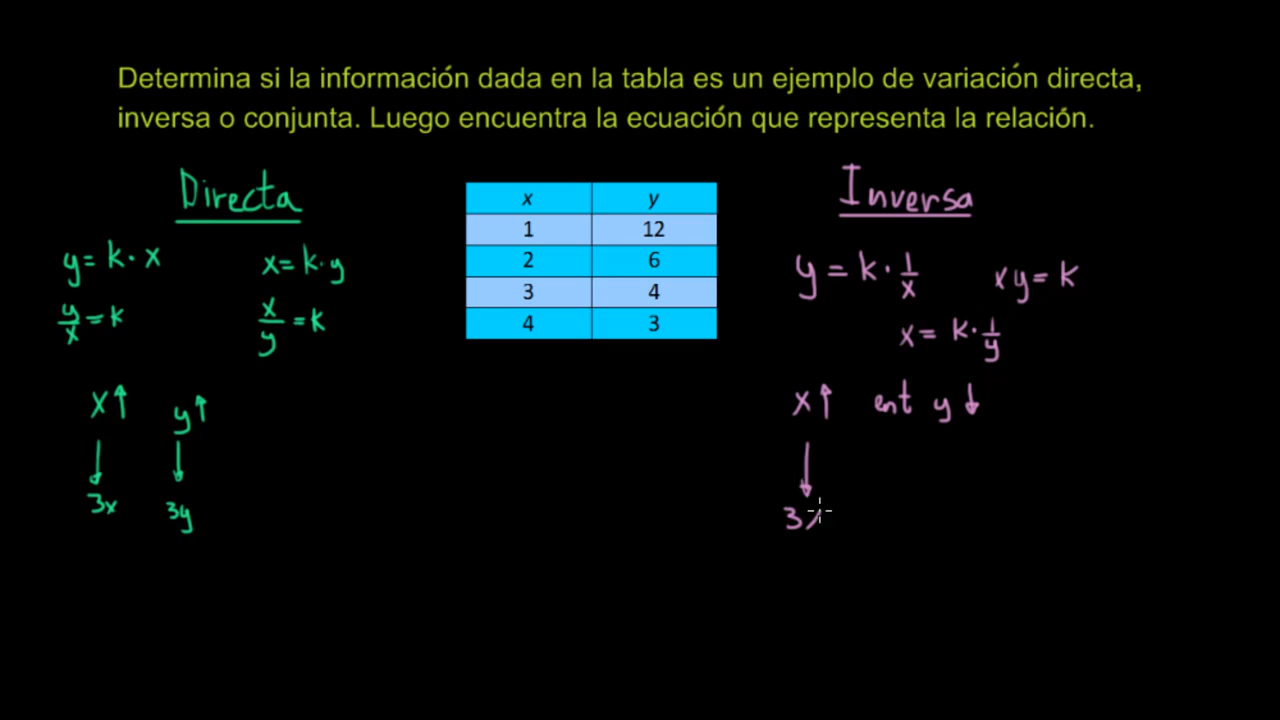 Determina si la información dada en la tabla es un ejemplo de variación directa,
inversa o conjunta. Luego encuentra la ecuación que representa la relación.
Directa
y = k · x
x = k · y
y/x = k
x/y = k
x↑ y↑
↓ ↓
3x 3y
x y
1 12
2 6
3 4
4 3
Inversa
y = k · 1/x
xy = k
x = k · 1/y
x↑ ent y↓
↓
3